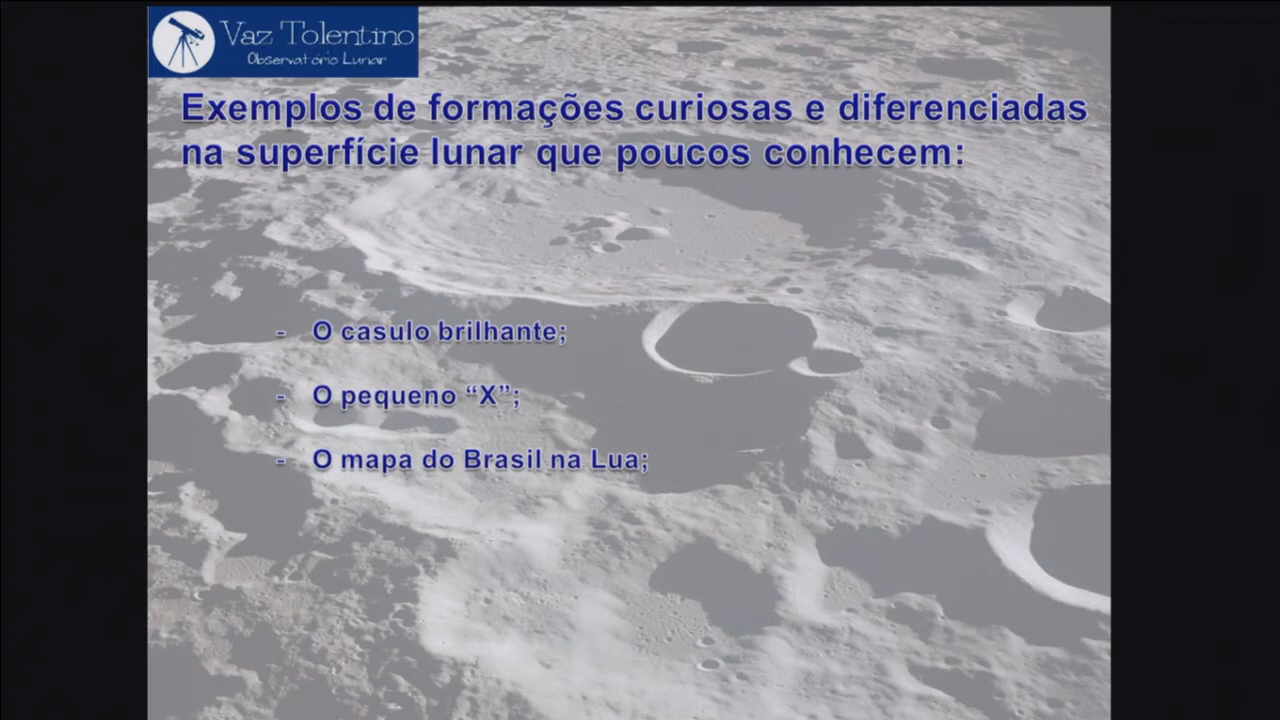 Vaz Tolentino
Observatório Lunar
Exemplos de formações curiosas e diferenciadas
na superfície lunar que poucos conhecem:
- O casulo brilhante;
- O pequeno “X”;
- O mapa do Brasil na Lua;